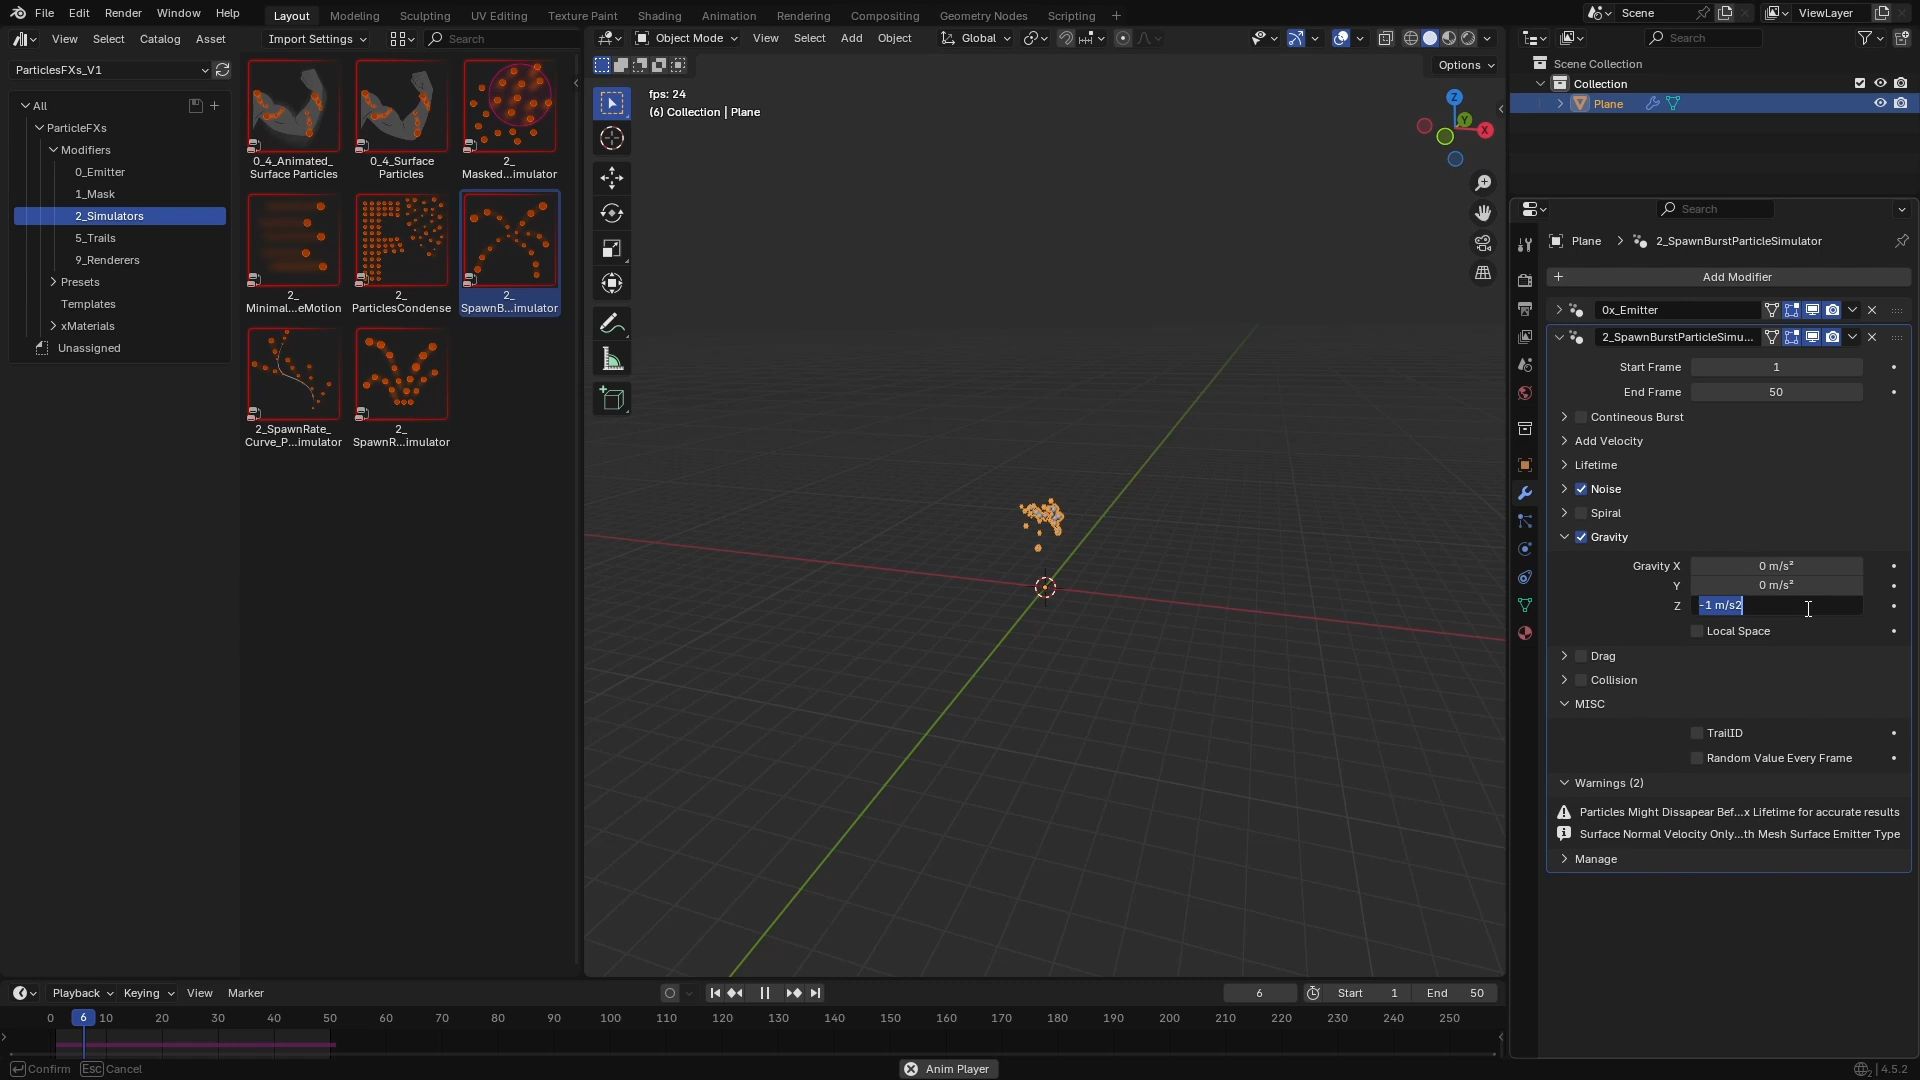 File Edit Render Window Help Layout Modeling Sculpting UV Editing Texture Paint Shading Animation Rendering Compositing Geometry Nodes Scripting + Scene ViewLayer
View Select Catalog Asset Import Settings Search Object Mode View Select Add Object Global Search
ParticlesFXs_V1
Options
Scene Collection
Collection
Plane
All
ParticleFXs
Modifiers
0_Emitter
1_Mask
2_Simulators
5_Trails
9_Renderers
Presets
Templates
xMaterials
Unassigned
0_4_Animated_
Surface Particles
0_4_Surface
Particles
2_
Masked...imulator
2_
Minimal...eMotion
2_
ParticlesCondense
2_
SpawnB...imulator
2_SpawnRate_
Curve_P...imulator
2_
SpawnR...imulator
fps: 24
(6) Collection | Plane
Z
Y
X
Search
Plane 2_SpawnBurstParticleSimulator
+ Add Modifier
0x_Emitter
2_SpawnBurstParticleSimu...
Start Frame 1
End Frame 50
Contineous Burst
Add Velocity
Lifetime
Noise
Spiral
Gravity
Gravity X 0 m/s²
Y 0 m/s²
Z -1 m/s2
Local Space
Drag
Collision
MISC
TrailID
Random Value Every Frame
Warnings (2)
Particles Might Dissapear Bef...x Lifetime for accurate results
Surface Normal Velocity Only...th Mesh Surface Emitter Type
Manage
Playback Keying View Marker 6 Start 1 End 50
0 6 10 20 30 40 50 60 70 80 90 100 110 120 130 140 150 160 170 180 190 200 210 220 230 240 250
Confirm Esc Cancel Anim Player 4.5.2